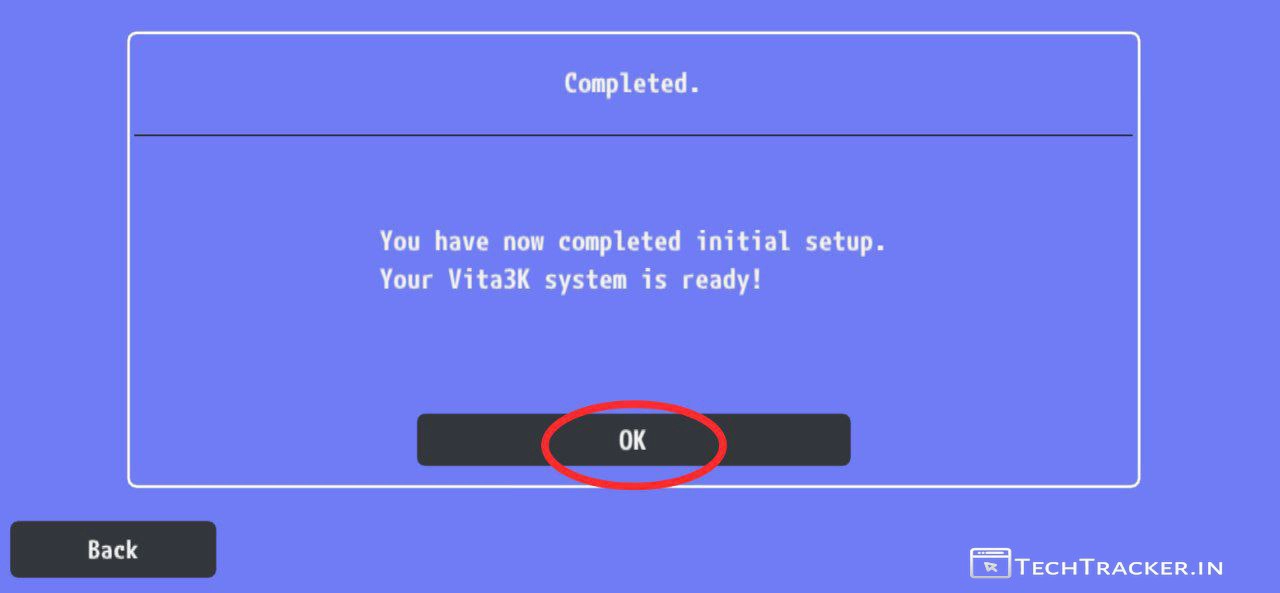 Completed.
You have now completed initial setup.
Your Vita3K system is ready!
OK
Back
TECHTRACKER.IN